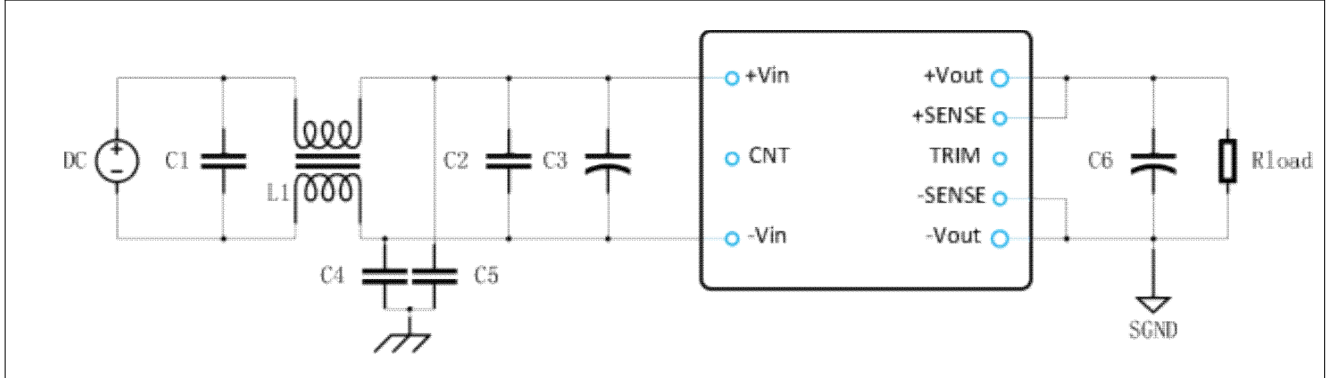 +Vin
+Vout
+SENSE
DC
+
-
C1
C2
C3
CNT
TRIM
C6
Rload
L1
-SENSE
-Vin
-Vout
C4
C5
SGND